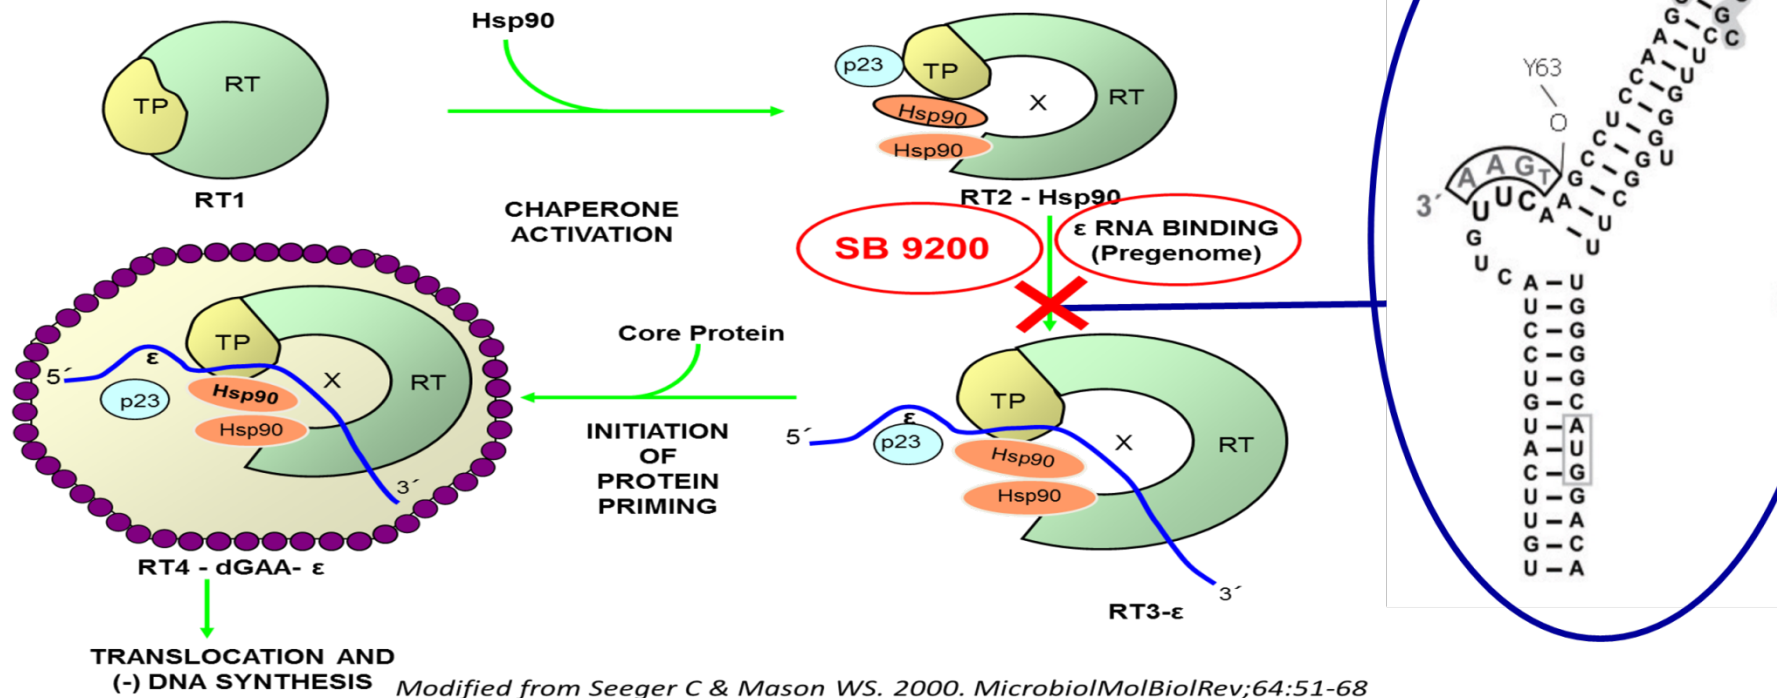 Hsp90
TP
RT
RT1
CHAPERONE
ACTIVATION
p23
TP
Hsp90
Hsp90
X
RT
RT2 - Hsp90
SB 9200
ε RNA BINDING
(Pregenome)
5´
ε
p23
TP
Hsp90
Hsp90
X
RT
3´
RT3-ε
Core Protein
INITIATION
OF
PROTEIN
PRIMING
5´
ε
p23
TP
Hsp90
Hsp90
X
RT
3´
RT4 - dGAA- ε
TRANSLOCATION AND
(-) DNA SYNTHESIS
Modified from Seeger C & Mason WS. 2000. MicrobiolMolBiolRev;64:51-68
Y63
O
3´
A A G T
U U C A
G
U
C
A – U
U G
C G
C G
U G
G C
U A
A U
C G
U G
U – A
G – C
U – A